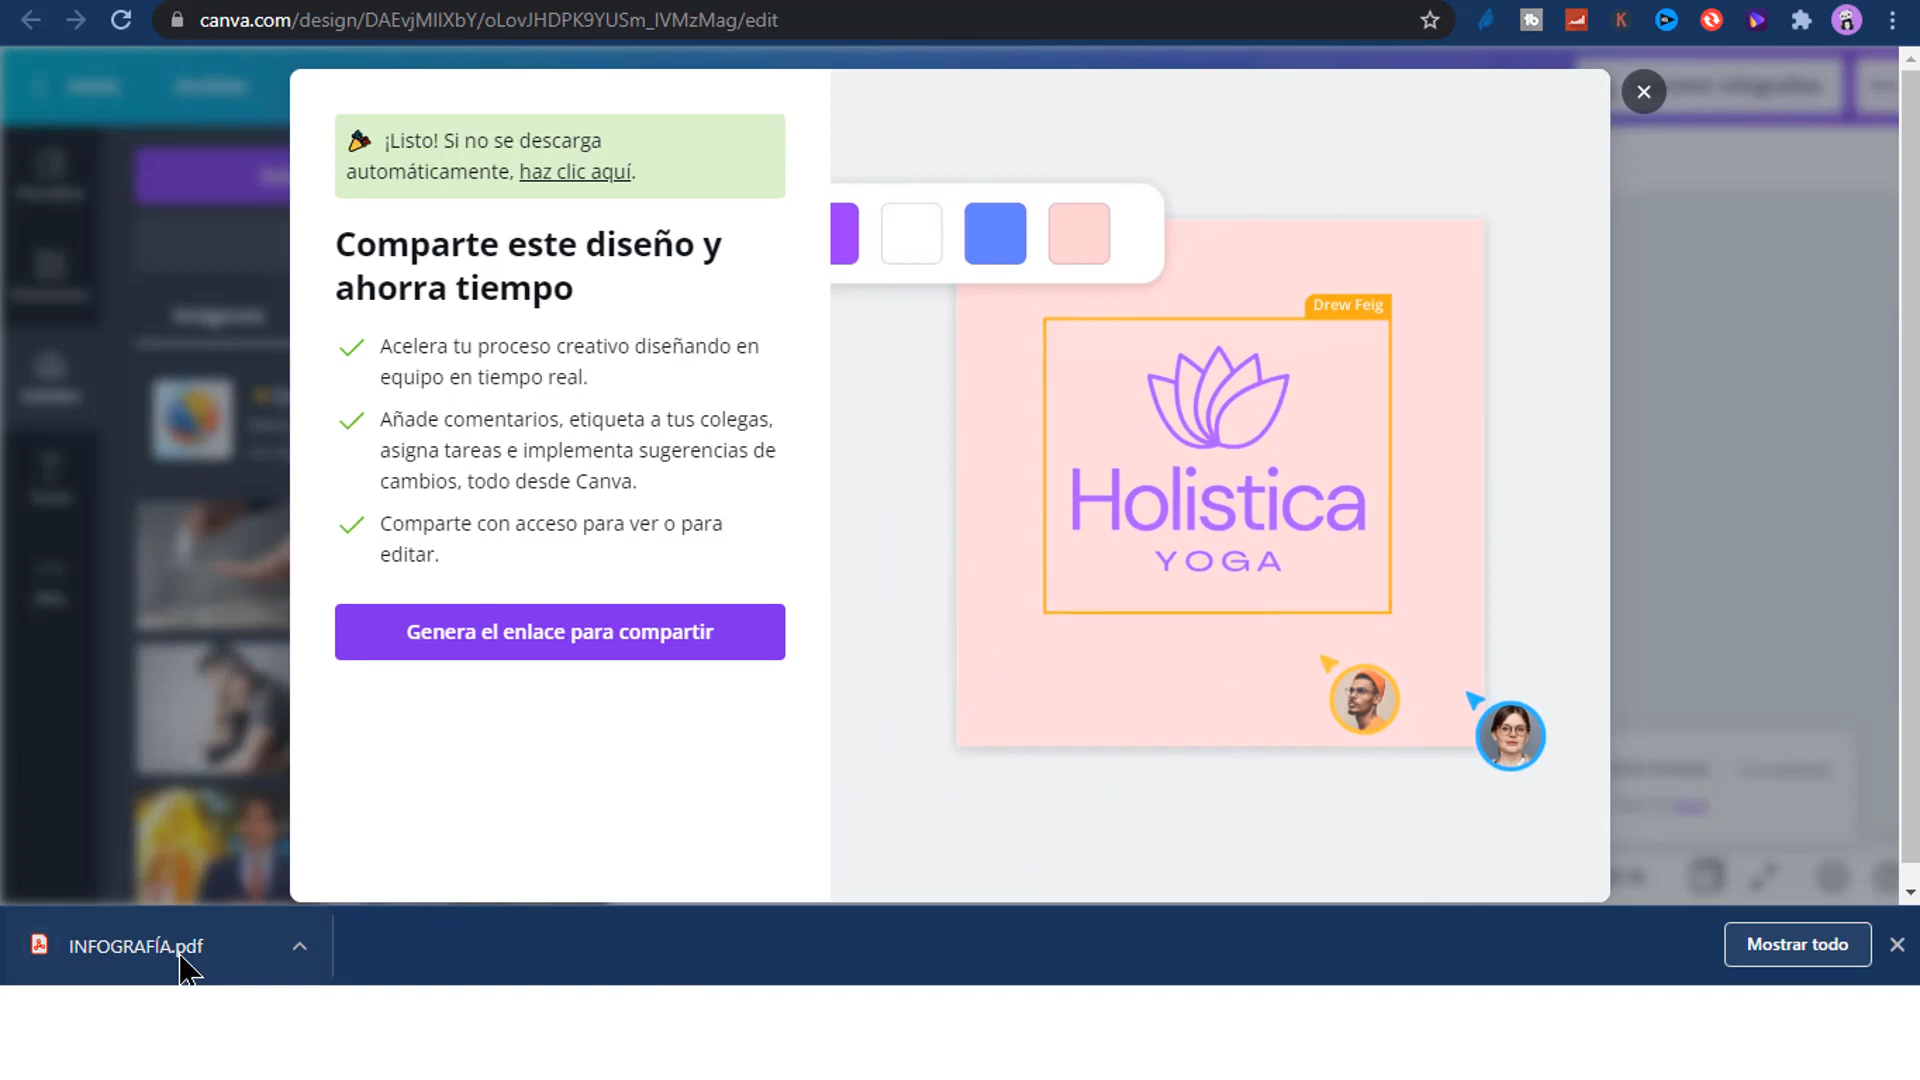 canva.com/design/DAEvjMIIXbY/oLovJHDPK9YUSm_lVMzMag/edit
¡Listo! Si no se descarga
automáticamente, haz clic aquí.
Comparte este diseño y
ahorra tiempo
Acelera tu proceso creativo diseñando en
equipo en tiempo real.
Añade comentarios, etiqueta a tus colegas,
asigna tareas e implementa sugerencias de
cambios, todo desde Canva.
Comparte con acceso para ver o para
editar.
Genera el enlace para compartir
Drew Feig
Holistica
YOGA
INFOGRAFÍA.pdf
Mostrar todo